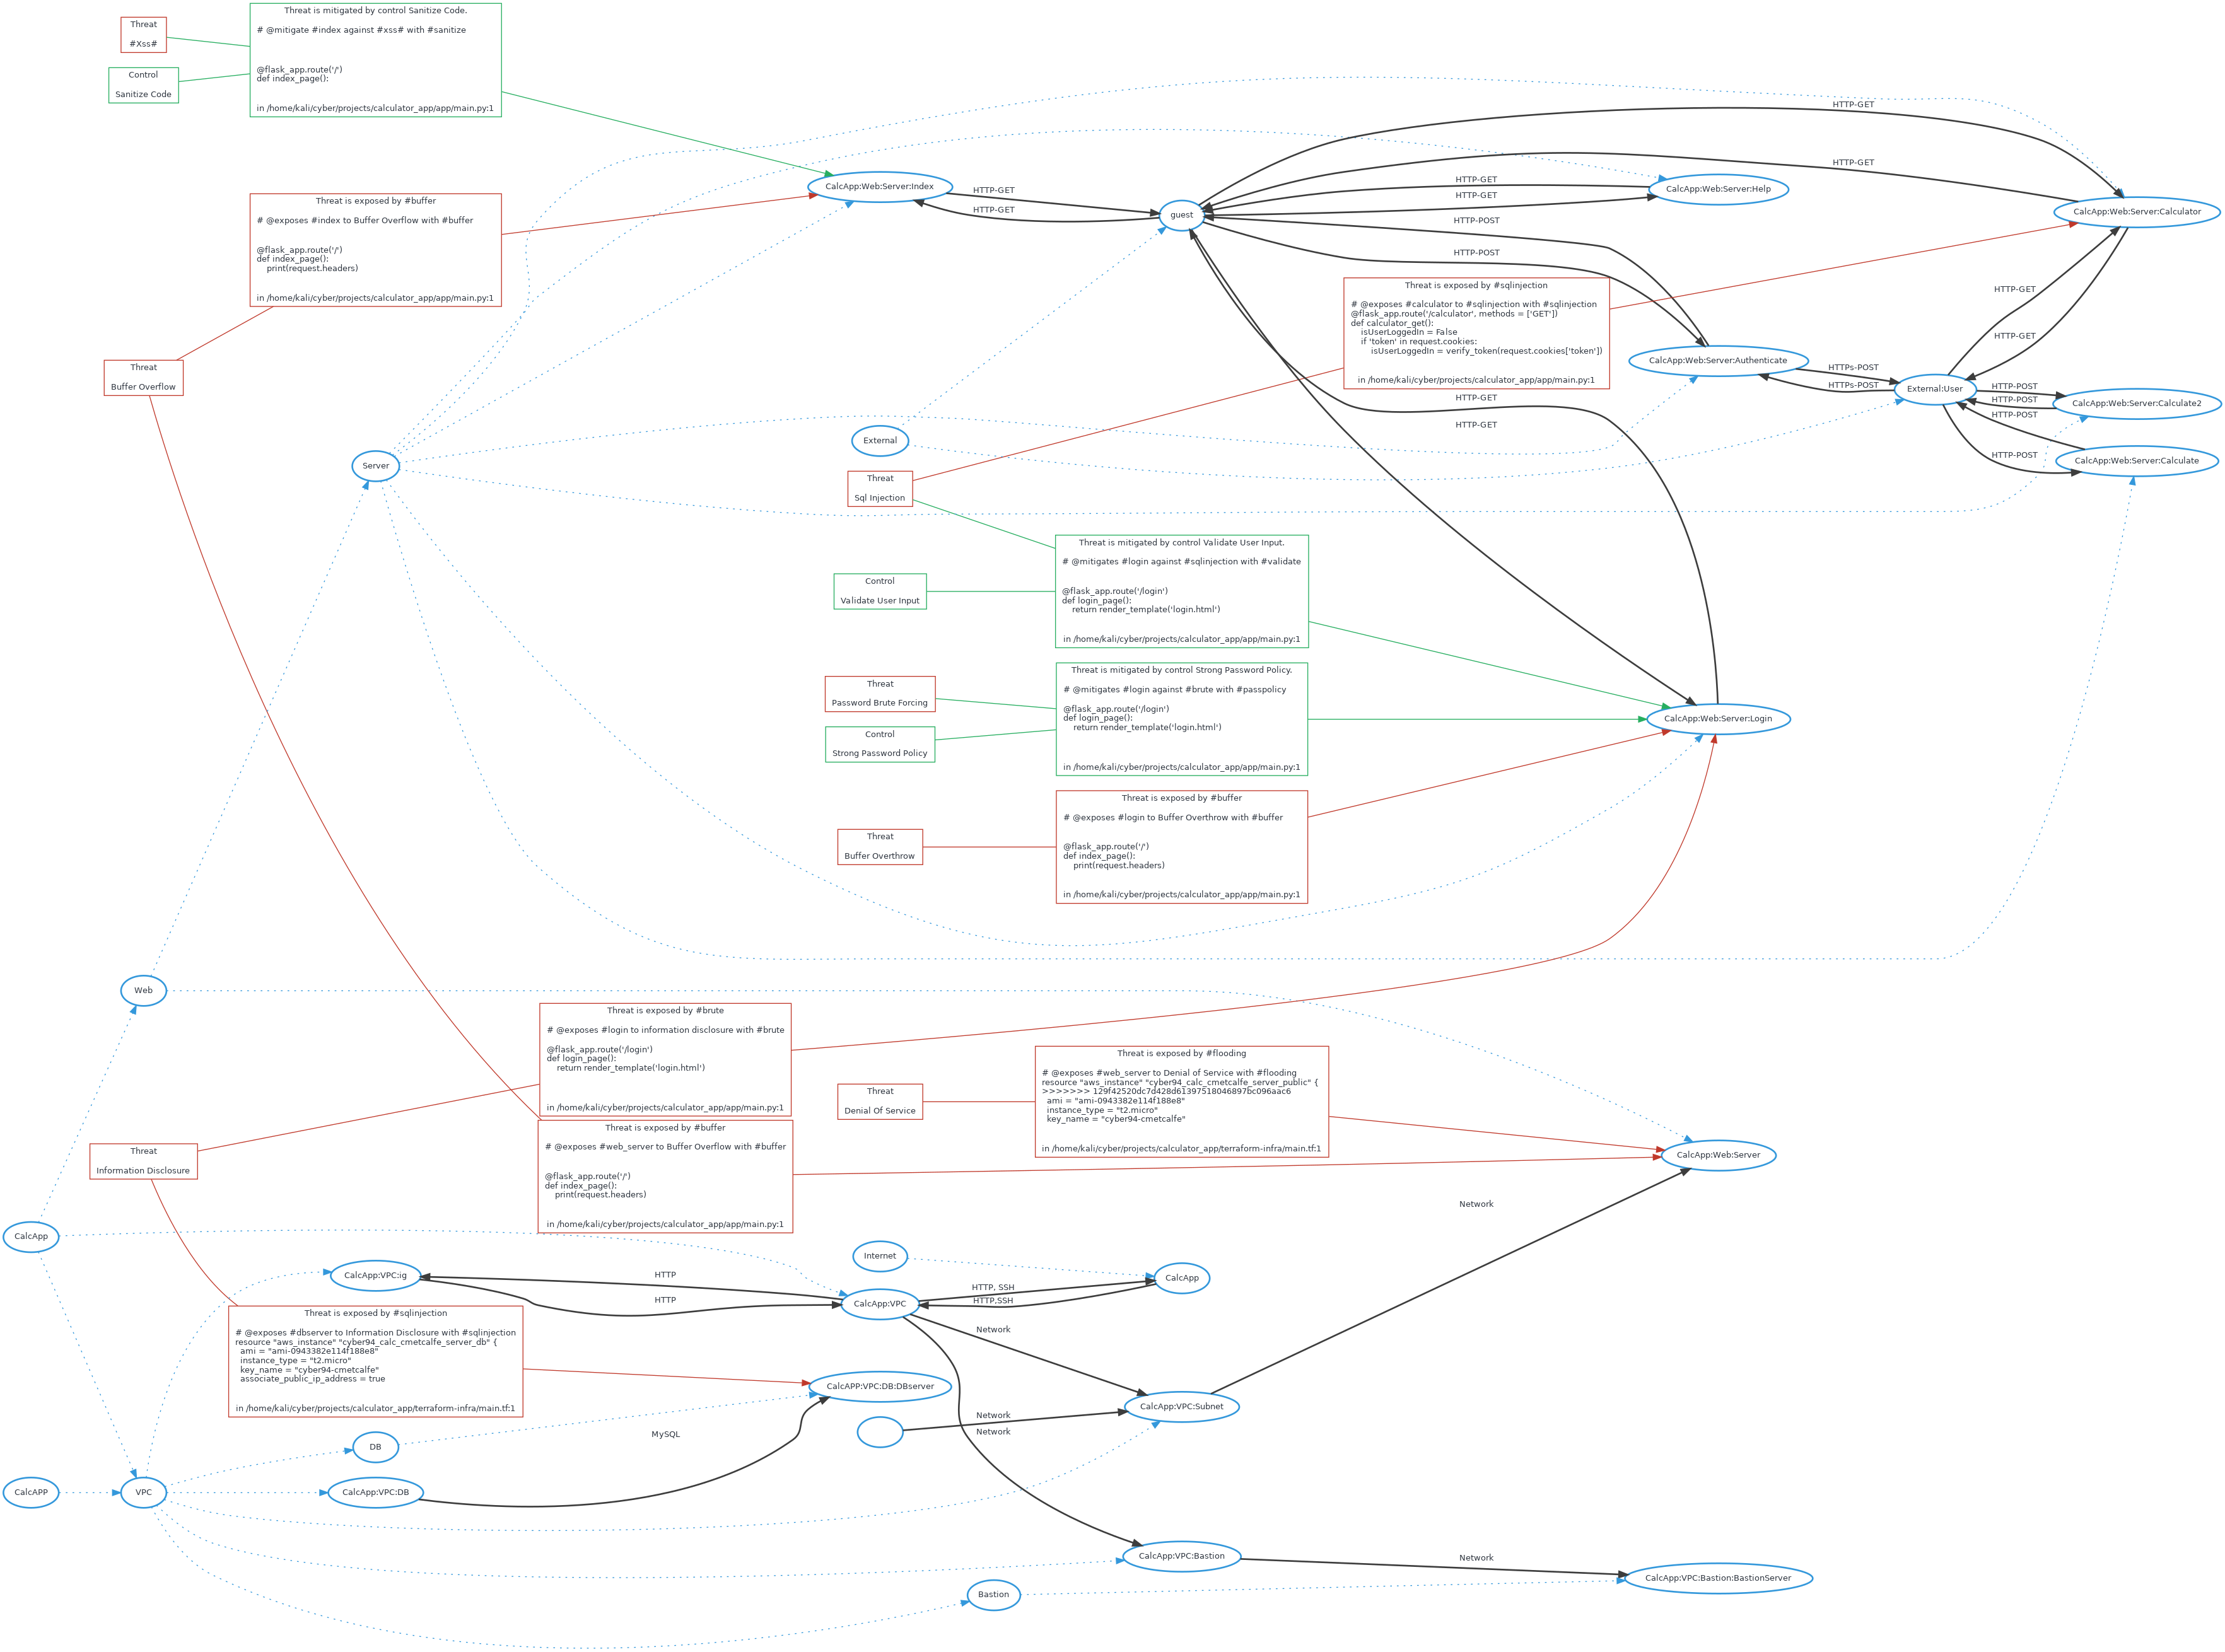 Threat
#Xss#
Control
Sanitize Code
Threat is mitigated by control Sanitize Code.
# @mitigate #index against #xss# with #sanitize
@flask_app.route('/')
def index_page():
in /home/kali/cyber/projects/calculator_app/app/main.py:1
Threat is exposed by #buffer
# @exposes #index to Buffer Overflow with #buffer
@flask_app.route('/')
def index_page():
print(request.headers)
in /home/kali/cyber/projects/calculator_app/app/main.py:1
Threat
Buffer Overflow
Server
CalcApp:Web:Server:Index
HTTP-GET
HTTP-GET
guest
HTTP-GET
HTTP-GET
HTTP-GET
HTTP-GET
HTTP-POST
HTTP-POST
CalcApp:Web:Server:Help
CalcApp:Web:Server:Calculator
Threat is exposed by #sqlinjection
# @exposes #calculator to #sqlinjection with #sqlinjection
@flask_app.route('/calculator', methods = ['GET'])
def calculator_get():
isUserLoggedIn = False
if 'token' in request.cookies:
isUserLoggedIn = verify_token(request.cookies['token'])
in /home/kali/cyber/projects/calculator_app/app/main.py:1
HTTP-GET
HTTP-GET
CalcApp:Web:Server:Authenticate
HTTPs-POST
HTTPs-POST
External:User
HTTP-GET
HTTP-GET
HTTP-POST
HTTP-POST
HTTP-POST
HTTP-POST
CalcApp:Web:Server:Calculate2
CalcApp:Web:Server:Calculate
External
Threat
Sql Injection
Control
Validate User Input
Threat is mitigated by control Validate User Input.
# @mitigates #login against #sqlinjection with #validate
@flask_app.route('/login')
def login_page():
return render_template('login.html')
in /home/kali/cyber/projects/calculator_app/app/main.py:1
Threat
Password Brute Forcing
Control
Strong Password Policy
Threat is mitigated by control Strong Password Policy.
# @mitigates #login against #brute with #passpolicy
@flask_app.route('/login')
def login_page():
return render_template('login.html')
in /home/kali/cyber/projects/calculator_app/app/main.py:1
CalcApp:Web:Server:Login
Threat
Buffer Overthrow
Threat is exposed by #buffer
# @exposes #login to Buffer Overthrow with #buffer
@flask_app.route('/')
def index_page():
print(request.headers)
in /home/kali/cyber/projects/calculator_app/app/main.py:1
Web
Threat is exposed by #brute
# @exposes #login to information disclosure with #brute
@flask_app.route('/login')
def login_page():
return render_template('login.html')
in /home/kali/cyber/projects/calculator_app/app/main.py:1
Threat
Denial Of Service
Threat is exposed by #flooding
# @exposes #web_server to Denial of Service with #flooding
resource "aws_instance" "cyber94_calc_cmetcalfe_server_public" {
>>>>>>> 129f42520dc7d428d61397518046897bc096aac6
ami = "ami-0943382e114f188e8"
instance_type = "t2.micro"
key_name = "cyber94-cmetcalfe"
in /home/kali/cyber/projects/calculator_app/terraform-infra/main.tf:1
Threat
Information Disclosure
Threat is exposed by #buffer
# @exposes #web_server to Buffer Overflow with #buffer
@flask_app.route('/')
def index_page():
print(request.headers)
in /home/kali/cyber/projects/calculator_app/app/main.py:1
CalcApp:Web:Server
Network
CalcApp
CalcApp:VPC:ig
HTTP
HTTP
Internet
CalcApp:VPC
HTTP, SSH
HTTP,SSH
CalcApp
Network
Threat is exposed by #sqlinjection
# @exposes #dbserver to Information Disclosure with #sqlinjection
resource "aws_instance" "cyber94_calc_cmetcalfe_server_db" {
ami = "ami-0943382e114f188e8"
instance_type = "t2.micro"
key_name = "cyber94-cmetcalfe"
associate_public_ip_address = true
in /home/kali/cyber/projects/calculator_app/terraform-infra/main.tf:1
CalcAPP:VPC:DB:DBserver
CalcApp:VPC:Subnet
Network
Network
MySQL
DB
CalcAPP
VPC
CalcApp:VPC:DB
CalcApp:VPC:Bastion
Network
CalcApp:VPC:Bastion:BastionServer
Bastion